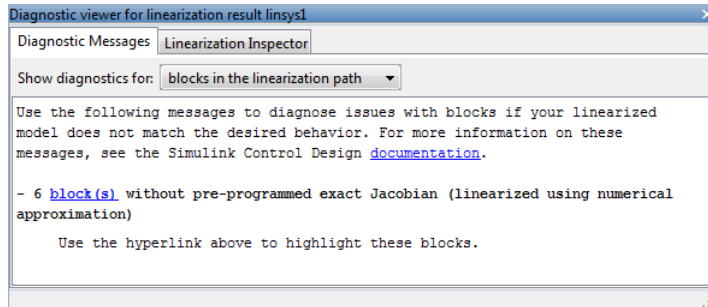 Diagnostic viewer for linearization result linsys1
Diagnostic Messages Linearization Inspector
Show diagnostics for: blocks in the linearization path
Use the following messages to diagnose issues with blocks if your linearized
model does not match the desired behavior. For more information on these
messages, see the Simulink Control Design documentation.
- 6 block(s) without pre-programmed exact Jacobian (linearized using numerical
approximation)
Use the hyperlink above to highlight these blocks.